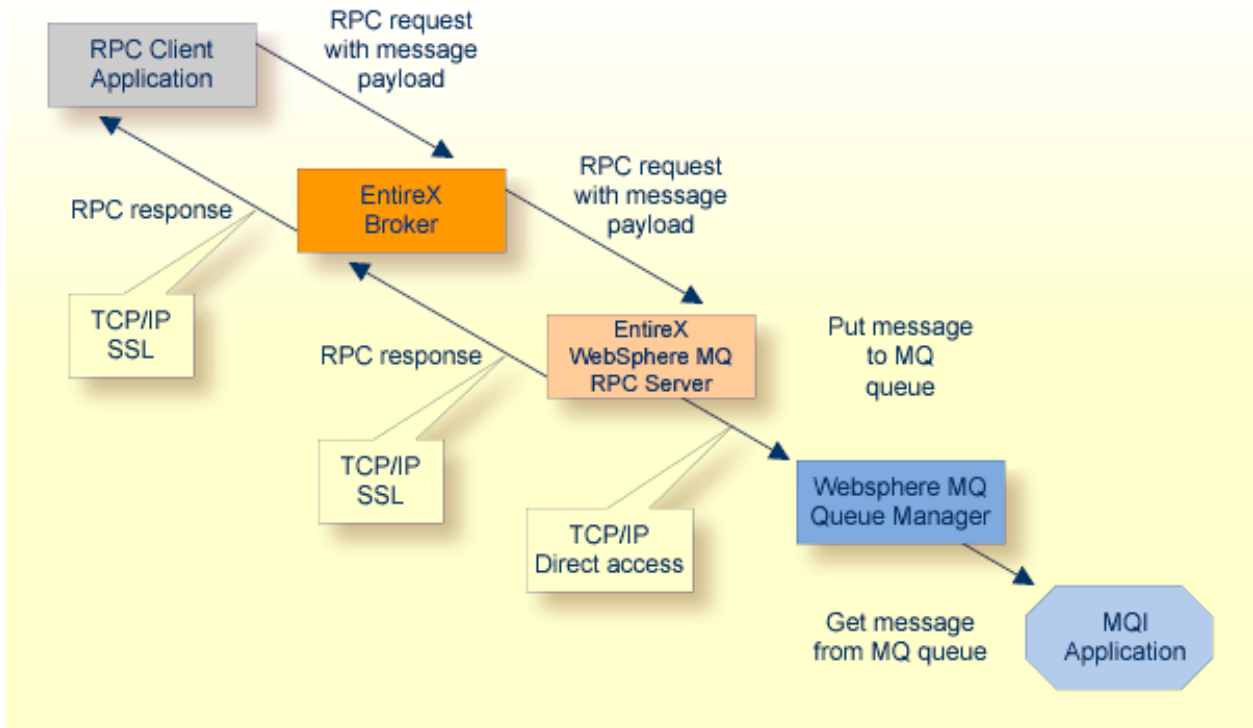 RPC Client
Application
RPC request
with message
payload
EntireX
Broker
RPC request
with message
payload
RPC response
TCP/IP
SSL
EntireX
WebSphere MQ
RPC Server
Put message
to MQ
queue
RPC response
TCP/IP
SSL
TCP/IP
Direct access
Websphere MQ
Queue Manager
Get message
from MQ queue
MQI
Application